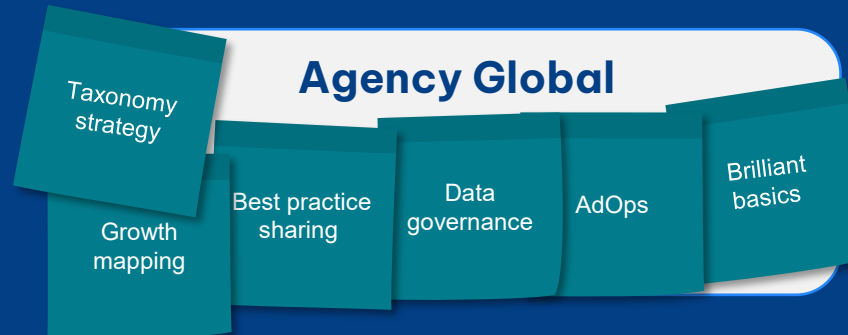 Agency Global
Taxonomy
strategy
Growth
mapping
Best practice
sharing
Data
governance
AdOps
Brilliant
basics